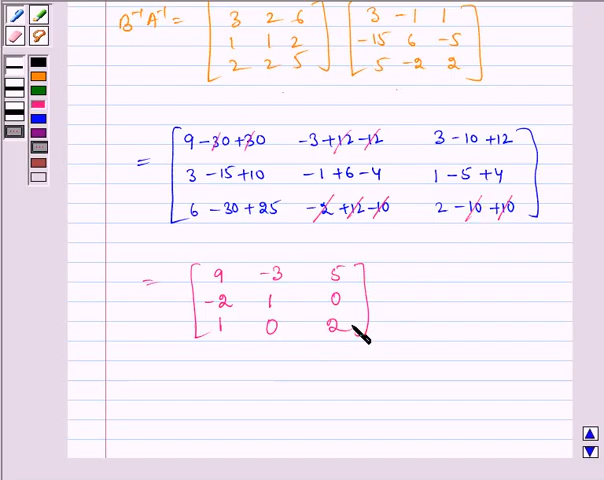 B⁻¹A⁻¹ = [ 3 2 6 ] [ 3 -1 1 ]
[ 1 1 2 ] [ -15 6 -5 ]
[ 2 2 5 ] [ 5 -2 2 ]
= [ 9 - 30 + 30 -3 + 12 - 12 3 - 10 + 12 ]
[ 3 - 15 + 10 -1 + 6 - 4 1 - 5 + 4 ]
[ 6 - 30 + 25 -2 + 12 - 10 2 - 10 + 10 ]
= [ 9 -3 5 ]
[ -2 1 0 ]
[ 1 0 2 ]